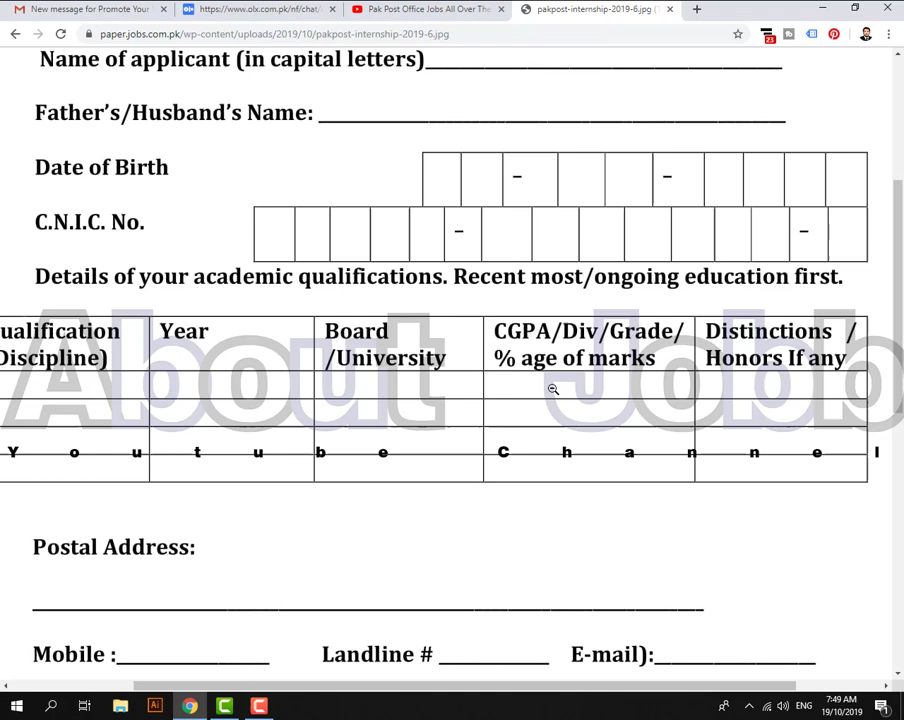 New message for Promote Your
https://www.olx.com.pk/nf/chat/
Pak Post Office Jobs All Over The
pakpost-internship-2019-6.jpg (
paper.jobs.com.pk/wp-content/uploads/2019/10/pakpost-internship-2019-6.jpg
23
Name of applicant (in capital letters)
Father's/Husband's Name:
Date of Birth
– –
C.N.I.C. No.
– –
Details of your academic qualifications. Recent most/ongoing education first.
ualification Year Board CGPA/Div/Grade/ Distinctions /
Discipline) /University % age of marks Honors If any
About Jobb
Y o u t u b e C h a n n e l
Postal Address:
Mobile : Landline # E-mail):
7:49 AM
19/10/2019